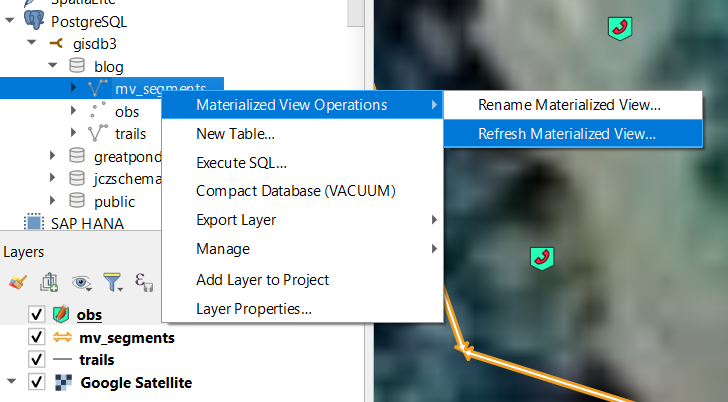 SpatiaLite
PostgreSQL
gisdb3
blog
mv_segments
obs
trails
greatpond
jczschema
public
SAP HANA
Materialized View Operations
New Table...
Execute SQL...
Compact Database (VACUUM)
Export Layer
Manage
Add Layer to Project
Layer Properties...
Rename Materialized View...
Refresh Materialized View...
Layers
obs
mv_segments
trails
Google Satellite